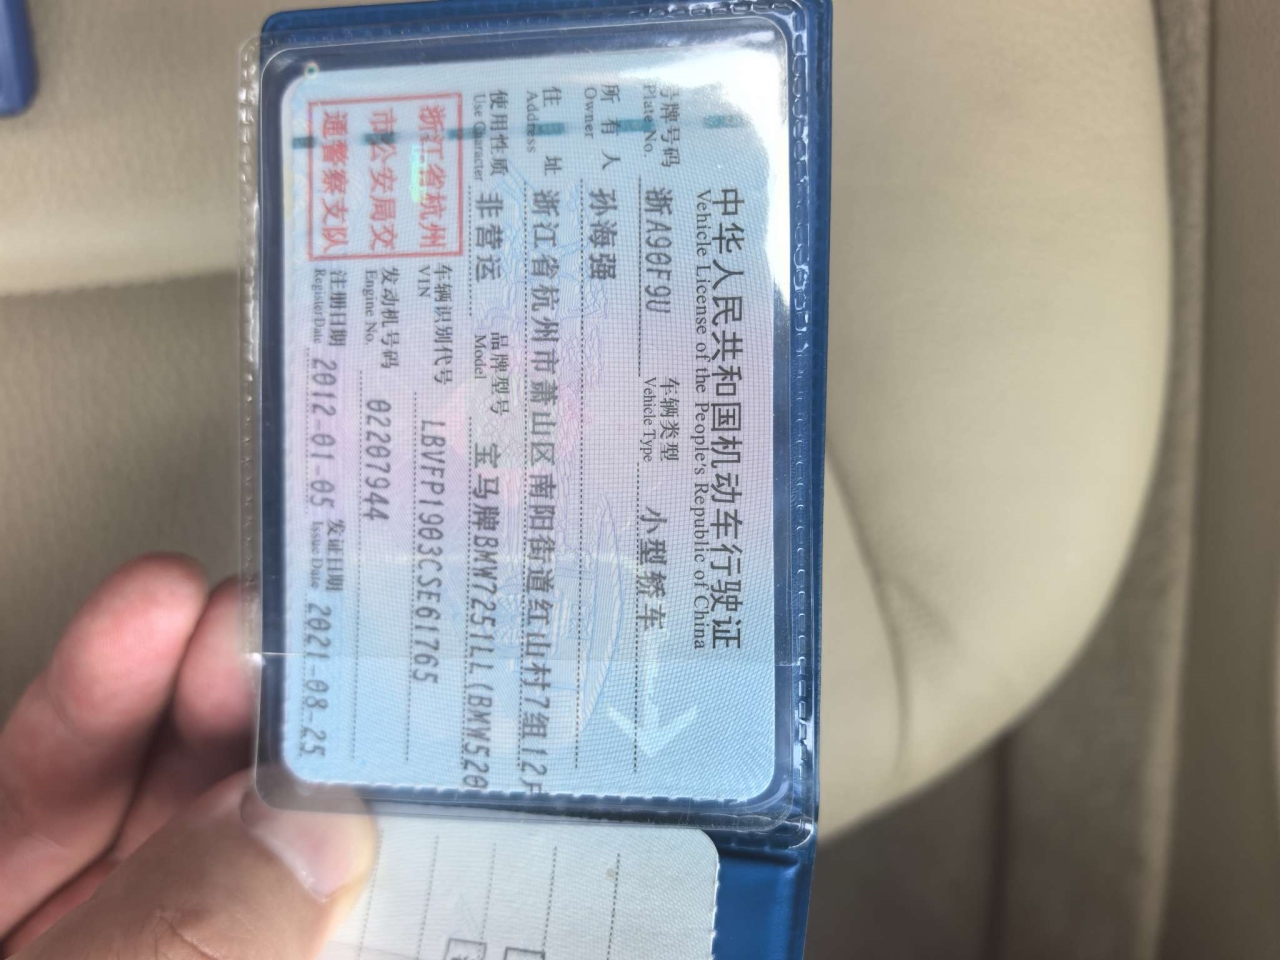 中华人民共和国机动车行驶证
Vehicle License of the People's Republic of China
号牌号码 浙A90F9U 车辆类型 小型轿车
Plate No. Vehicle Type
所有人 孙海强
Owner
住址 浙江省杭州市萧山区南阳街道红山村7组12户
Address
使用性质 非营运 品牌型号 宝马牌BMW7251LL(BMW520
Use Character Model
浙江省杭州
市公安局交
通警察支队
车辆识别代号 LBVFP1903CSE61765
VIN
发动机号码 02207944
Engine No.
注册日期 2012-01-05 发证日期 2021-08-25
Register Date Issue Date